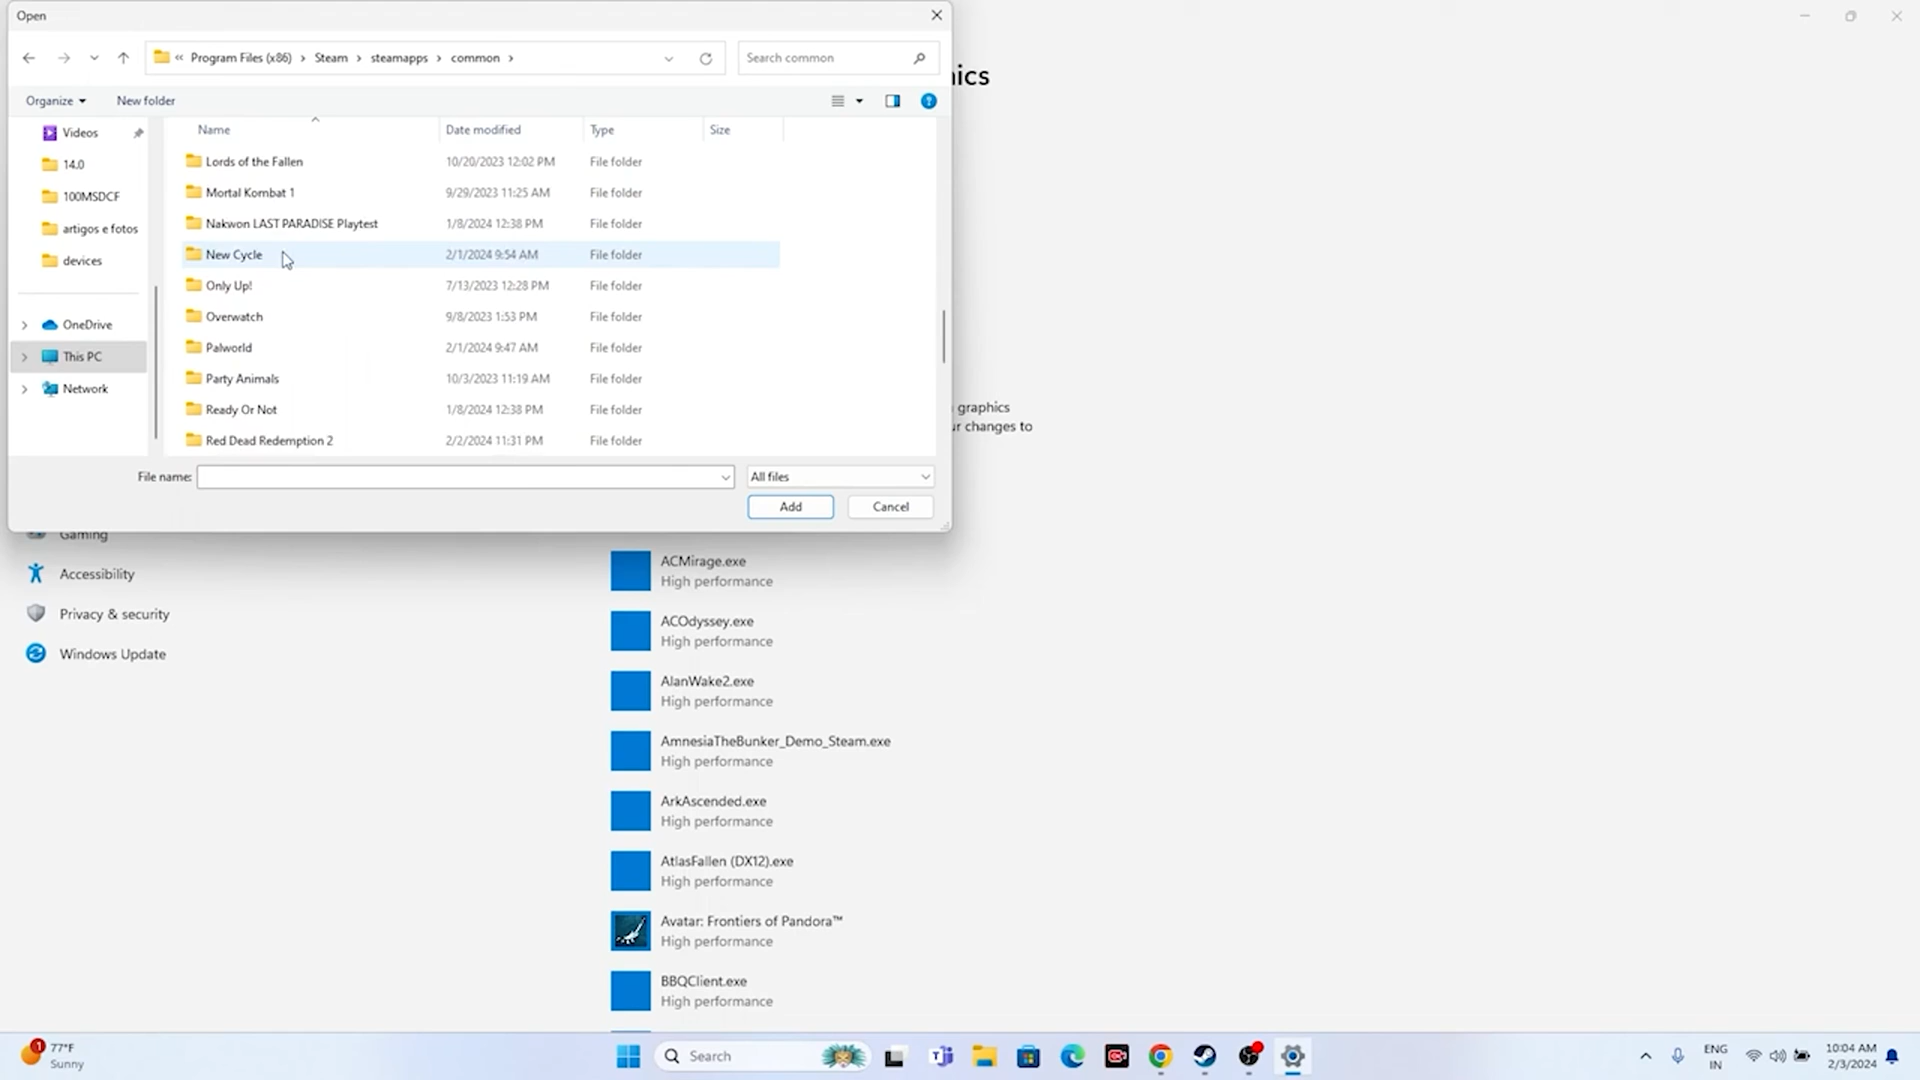 Open
Program Files (x86) > Steam > steamapps > common >
Search common
Organize
New folder
Name
Date modified
Type
Size
Videos
14.0
100MSDCF
artigos e fotos
devices
OneDrive
This PC
Network
Lords of the Fallen 10/20/2023 12:02 PM File folder
Mortal Kombat 1 9/29/2023 11:25 AM File folder
Nakwon LAST PARADISE Playtest 1/8/2024 12:38 PM File folder
New Cycle 2/1/2024 9:54 AM File folder
Only Up! 7/13/2023 12:28 PM File folder
Overwatch 9/8/2023 1:53 PM File folder
Palworld 2/1/2024 9:47 AM File folder
Party Animals 10/3/2023 11:19 AM File folder
Ready Or Not 1/8/2024 12:38 PM File folder
Red Dead Redemption 2 2/2/2024 11:31 PM File folder
File name:
All files
Add
Cancel
ics
graphics
r changes to
Gaming
Accessibility
Privacy & security
Windows Update
ACMirage.exe
High performance
ACOdyssey.exe
High performance
AlanWake2.exe
High performance
AmnesiaTheBunker_Demo_Steam.exe
High performance
ArkAscended.exe
High performance
AtlasFallen (DX12).exe
High performance
Avatar: Frontiers of Pandora™
High performance
BBQClient.exe
High performance
1
77°F
Sunny
Search
ENG
IN
10:04 AM
2/3/2024